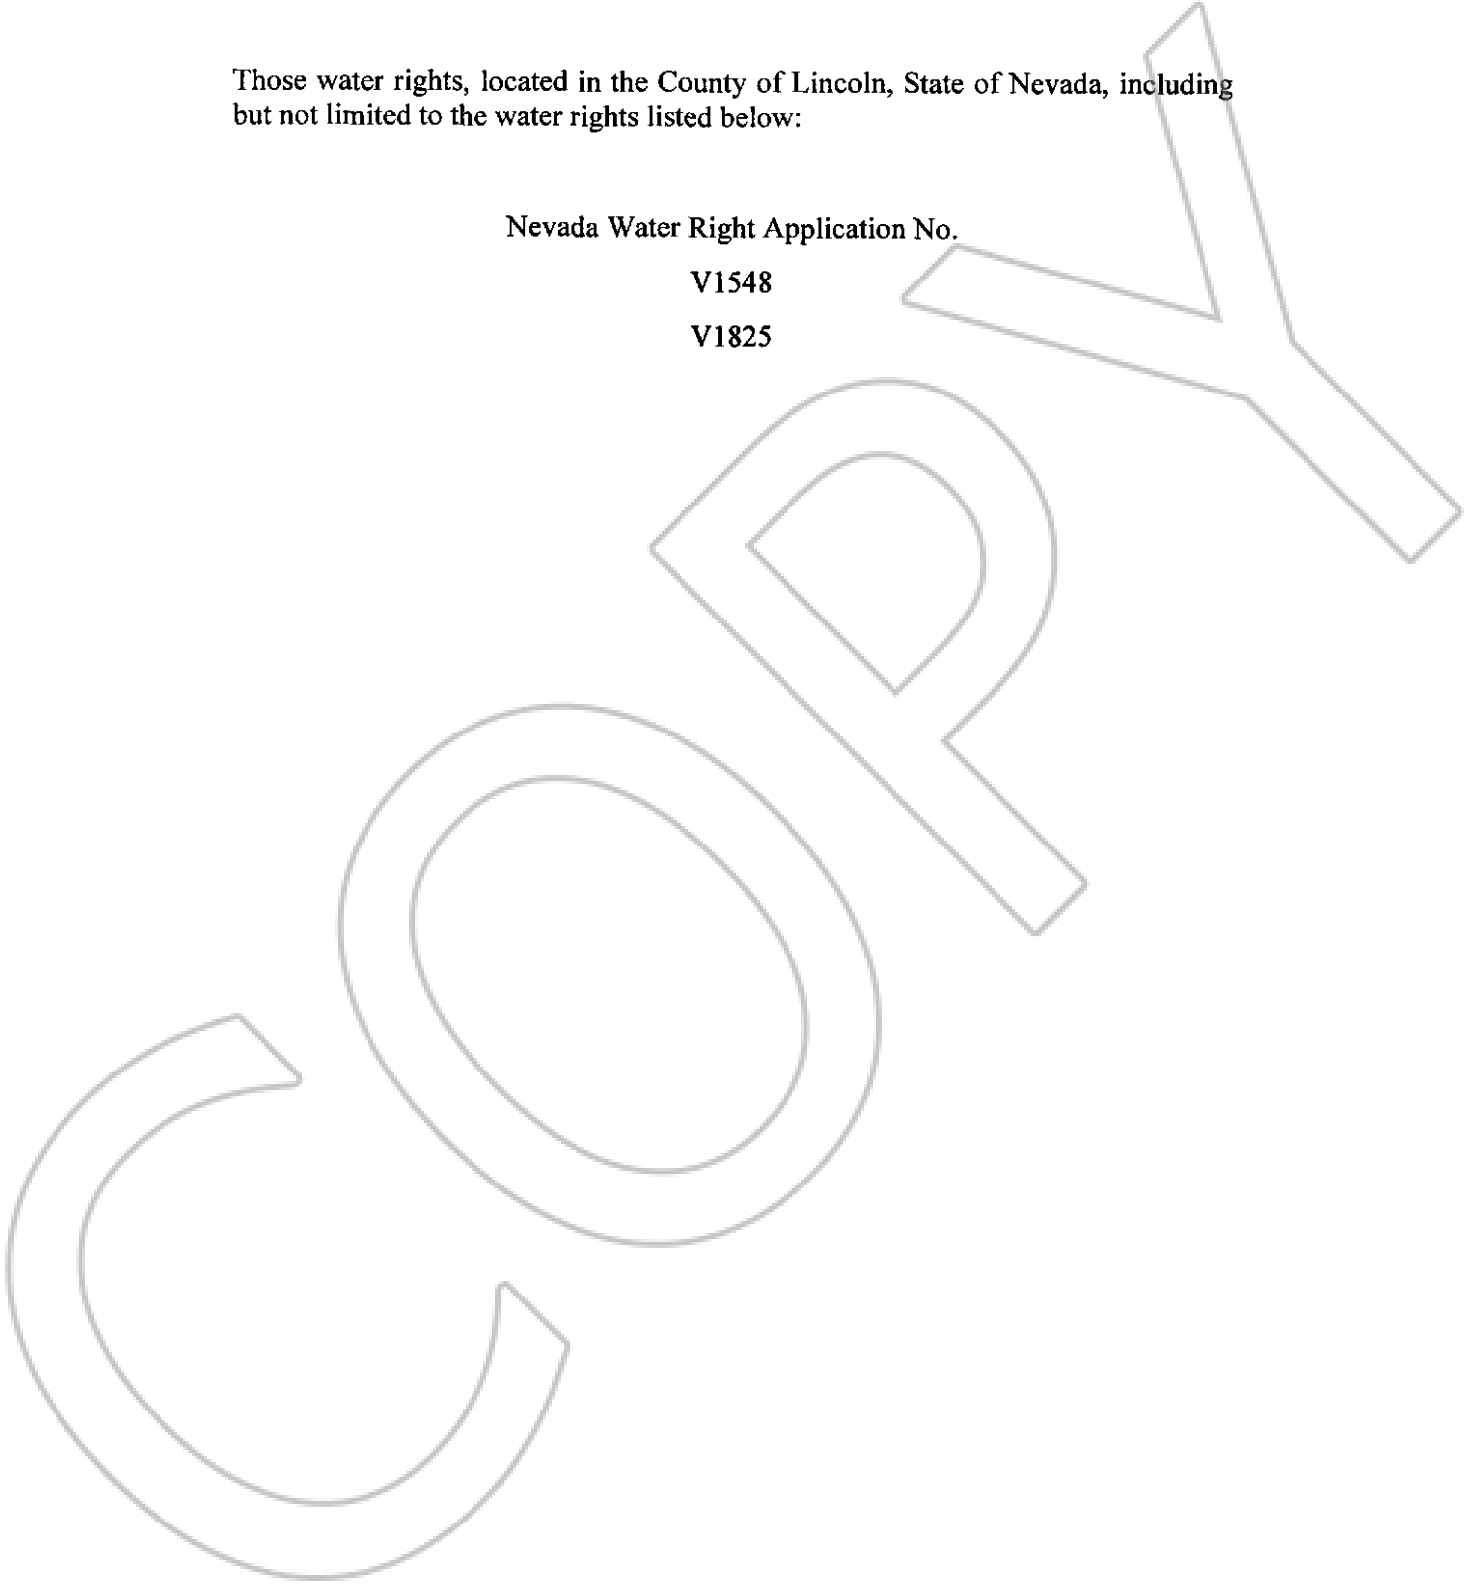 Those water rights, located in the County of Lincoln, State of Nevada, including
but not limited to the water rights listed below:
Nevada Water Right Application No.
V1548
V1825
COPY